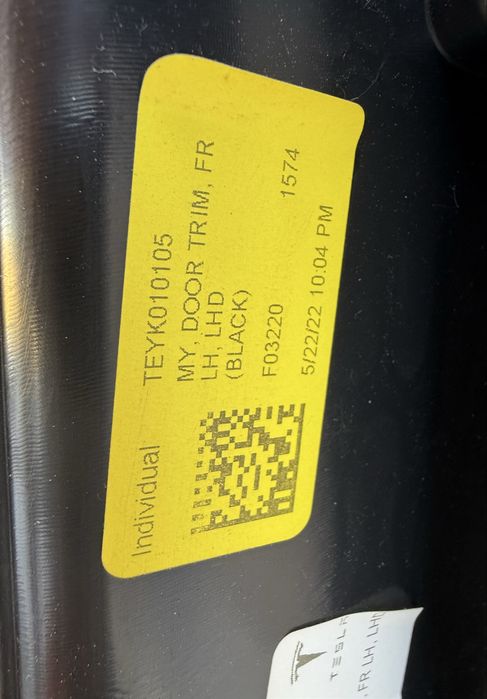 Individual
TEYK010105
MY, DOOR TRIM, FR
LH, LHD
(BLACK)
F03220 1574
5/22/22 10:04 PM
TESLA
FR LH, LHD